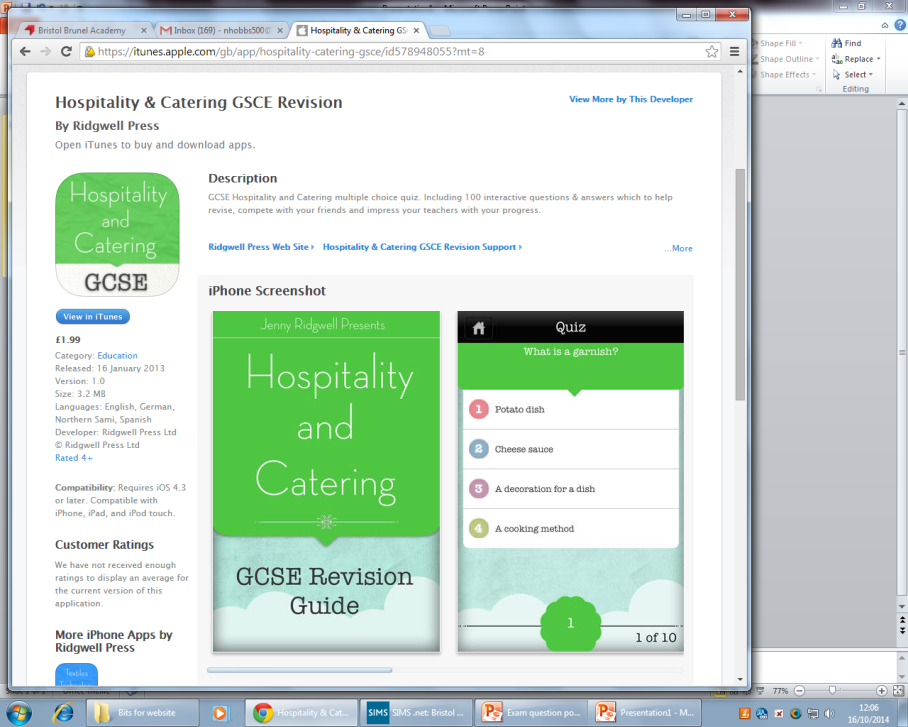 Bristol Brunel Academy
Inbox (169) - nhobbs500@
Hospitality & Catering GS
https://itunes.apple.com/gb/app/hospitality-catering-gsce/id578948055?mt=8
Shape Fill
Shape Outline
Shape Effects
Find
Replace
Select
Editing
Hospitality & Catering GSCE Revision
View More by This Developer
By Ridgwell Press
Open iTunes to buy and download apps.
Hospitality
and
Catering
GCSE
View in iTunes
£1.99
Category: Education
Released: 16 January 2013
Version: 1.0
Size: 3.2 MB
Languages: English, German,
Northern Sami, Spanish
Developer: Ridgwell Press Ltd
© Ridgwell Press Ltd
Rated 4+
Compatibility: Requires iOS 4.3
or later. Compatible with
iPhone, iPad, and iPod touch.
Customer Ratings
We have not received enough
ratings to display an average for
the current version of this
application.
More iPhone Apps by
Ridgwell Press
Textiles
Technology
Description
GCSE Hospitality and Catering multiple choice quiz. Including 100 interactive questions & answers which to help
revise, compete with your friends and impress your teachers with your progress.
Ridgwell Press Web Site
Hospitality & Catering GSCE Revision Support
...More
iPhone Screenshot
Jenny Ridgwell Presents
Hospitality
and
Catering
GCSE Revision
Guide
Quiz
What is a garnish?
1 Potato dish
2 Cheese sauce
3 A decoration for a dish
4 A cooking method
1
1 of 10
77%
Bits for website
Hospitality & Cat...
SIMS
SIMS .net: Bristol ...
Exam question po...
Presentation1 - M...
12:06
16/10/2014